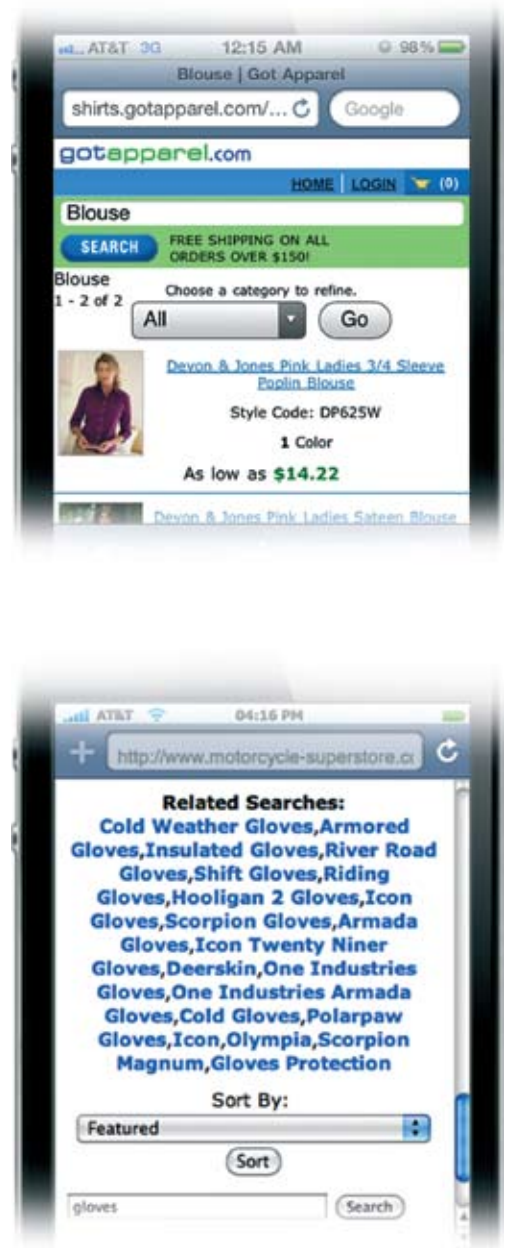 AT&T 3G 12:15 AM 98%
Blouse | Got Apparel
shirts.gotapparel.com/... Google
gotapparel.com
HOME | LOGIN (0)
Blouse
SEARCH FREE SHIPPING ON ALL
ORDERS OVER $150!
Blouse
1 - 2 of 2
Choose a category to refine.
All Go
Devon & Jones Pink Ladies 3/4 Sleeve
Poplin Blouse
Style Code: DP625W
1 Color
As low as $14.22
Devon & Jones Pink Ladies Sateen Blouse
AT&T 04:16 PM
http://www.motorcycle-superstore.co
Related Searches:
Cold Weather Gloves,Armored
Gloves,Insulated Gloves,River Road
Gloves,Shift Gloves,Riding
Gloves,Hooligan 2 Gloves,Icon
Gloves,Scorpion Gloves,Armada
Gloves,Icon Twenty Niner
Gloves,Deerskin,One Industries
Gloves,One Industries Armada
Gloves,Cold Gloves,Polarpaw
Gloves,Icon,Olympia,Scorpion
Magnum,Gloves Protection
Sort By:
Featured
Sort
gloves Search